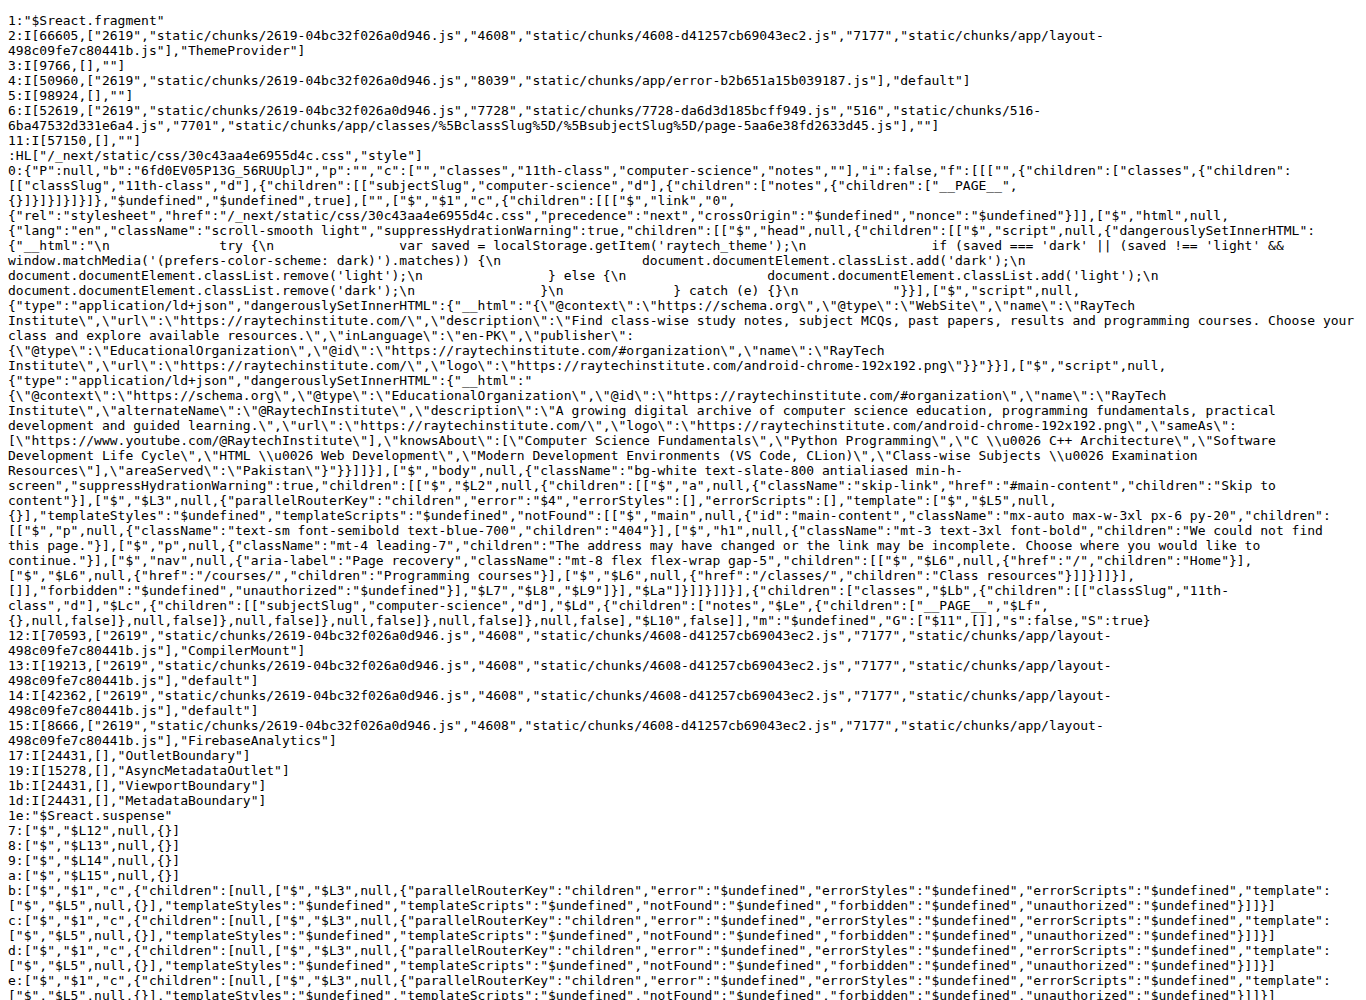 1:"$Sreact.fragment"
2:I[66605,["2619","static/chunks/2619-04bc32f026a0d946.js","4608","static/chunks/4608-d41257cb69043ec2.js","7177","static/chunks/app/layout-
498c09fe7c80441b.js"],"ThemeProvider"]
3:I[9766,[],""]
4:I[50960,["2619","static/chunks/2619-04bc32f026a0d946.js","8039","static/chunks/app/error-b2b651a15b039187.js"],"default"]
5:I[98924,[],""]
6:I[52619,["2619","static/chunks/2619-04bc32f026a0d946.js","7728","static/chunks/7728-da6d3d185bcff949.js","516","static/chunks/516-
6ba47532d331e6a4.js","7701","static/chunks/app/classes/%5BclassSlug%5D/%5BsubjectSlug%5D/page-5aa6e38fd2633d45.js"],""]
11:I[57150,[],""]
:HL["/_next/static/css/30c43aa4e6955d4c.css","style"]
0:{"P":null,"b":"6fd0EV05P13G_56RUUplJ","p":"","c":["","classes","11th-class","computer-science","notes",""],"i":false,"f":[[["",{"children":["classes",{"children":
[["classSlug","11th-class","d"],{"children":[["subjectSlug","computer-science","d"],{"children":["notes",{"children":["__PAGE__",
{}]}]}]}]}]},"$undefined","$undefined",true],["",["$","$1","c",{"children":[[["$","link","0",
{"rel":"stylesheet","href":"/_next/static/css/30c43aa4e6955d4c.css","precedence":"next","crossOrigin":"$undefined","nonce":"$undefined"}]],["$","html",null,
{"lang":"en","className":"scroll-smooth light","suppressHydrationWarning":true,"children":[["$","head",null,{"children":[["$","script",null,{"dangerouslySetInnerHTML":
{"__html":"\n              try {\n                var saved = localStorage.getItem('raytech_theme');\n                if (saved === 'dark' || (saved !== 'light' &&
window.matchMedia('(prefers-color-scheme: dark)').matches)) {\n                  document.documentElement.classList.add('dark');\n
document.documentElement.classList.remove('light');\n                } else {\n                  document.documentElement.classList.add('light');\n
document.documentElement.classList.remove('dark');\n                }\n              } catch (e) {}\n            "}}],["$","script",null,
{"type":"application/ld+json","dangerouslySetInnerHTML":{"__html":"{\"@context\":\"https://schema.org\",\"@type\":\"WebSite\",\"name\":\"RayTech
Institute\",\"url\":\"https://raytechinstitute.com/\",\"description\":\"Find class-wise study notes, subject MCQs, past papers, results and programming courses. Choose your
class and explore available resources.\",\"inLanguage\":\"en-PK\",\"publisher\":
{\"@type\":\"EducationalOrganization\",\"@id\":\"https://raytechinstitute.com/#organization\",\"name\":\"RayTech
Institute\",\"url\":\"https://raytechinstitute.com/\",\"logo\":\"https://raytechinstitute.com/android-chrome-192x192.png\"}}"}}],["$","script",null,
{"type":"application/ld+json","dangerouslySetInnerHTML":{"__html":"
{\"@context\":\"https://schema.org\",\"@type\":\"EducationalOrganization\",\"@id\":\"https://raytechinstitute.com/#organization\",\"name\":\"RayTech
Institute\",\"alternateName\":\"@RaytechInstitute\",\"description\":\"A growing digital archive of computer science education, programming fundamentals, practical
development and guided learning.\",\"url\":\"https://raytechinstitute.com/\",\"logo\":\"https://raytechinstitute.com/android-chrome-192x192.png\",\"sameAs\":
[\"https://www.youtube.com/@RaytechInstitute\"],\"knowsAbout\":[\"Computer Science Fundamentals\",\"Python Programming\",\"C \\u0026 C++ Architecture\",\"Software
Development Life Cycle\",\"HTML \\u0026 Web Development\",\"Modern Development Environments (VS Code, CLion)\",\"Class-wise Subjects \\u0026 Examination
Resources\"],\"areaServed\":\"Pakistan\"}"}}]]}],["$","body",null,{"className":"bg-white text-slate-800 antialiased min-h-
screen","suppressHydrationWarning":true,"children":[["$","$L2",null,{"children":[["$","a",null,{"className":"skip-link","href":"#main-content","children":"Skip to
content"}],["$","$L3",null,{"parallelRouterKey":"children","error":"$4","errorStyles":[],"errorScripts":[],"template":["$","$L5",null,
{}],"templateStyles":"$undefined","templateScripts":"$undefined","notFound":[["$","main",null,{"id":"main-content","className":"mx-auto max-w-3xl px-6 py-20","children":
[["$","p",null,{"className":"text-sm font-semibold text-blue-700","children":"404"}],["$","h1",null,{"className":"mt-3 text-3xl font-bold","children":"We could not find
this page."}],["$","p",null,{"className":"mt-4 leading-7","children":"The address may have changed or the link may be incomplete. Choose where you would like to
continue."}],["$","nav",null,{"aria-label":"Page recovery","className":"mt-8 flex flex-wrap gap-5","children":[["$","$L6",null,{"href":"/","children":"Home"}],
["$","$L6",null,{"href":"/courses/","children":"Programming courses"}],["$","$L6",null,{"href":"/classes/","children":"Class resources"}]]}]]}],
[]],"forbidden":"$undefined","unauthorized":"$undefined"}],"$L7","$L8","$L9"]}],"$La"]}]]}]]}],{"children":["classes","$Lb",{"children":[["classSlug","11th-
class","d"],"$Lc",{"children":[["subjectSlug","computer-science","d"],"$Ld",{"children":["notes","$Le",{"children":["__PAGE__","$Lf",
{},null,false]},null,false]},null,false]},null,false]},null,false]},null,false],"$L10",false]],"m":"$undefined","G":["$11",[]],"s":false,"S":true}
12:I[70593,["2619","static/chunks/2619-04bc32f026a0d946.js","4608","static/chunks/4608-d41257cb69043ec2.js","7177","static/chunks/app/layout-
498c09fe7c80441b.js"],"CompilerMount"]
13:I[19213,["2619","static/chunks/2619-04bc32f026a0d946.js","4608","static/chunks/4608-d41257cb69043ec2.js","7177","static/chunks/app/layout-
498c09fe7c80441b.js"],"default"]
14:I[42362,["2619","static/chunks/2619-04bc32f026a0d946.js","4608","static/chunks/4608-d41257cb69043ec2.js","7177","static/chunks/app/layout-
498c09fe7c80441b.js"],"default"]
15:I[8666,["2619","static/chunks/2619-04bc32f026a0d946.js","4608","static/chunks/4608-d41257cb69043ec2.js","7177","static/chunks/app/layout-
498c09fe7c80441b.js"],"FirebaseAnalytics"]
17:I[24431,[],"OutletBoundary"]
19:I[15278,[],"AsyncMetadataOutlet"]
1b:I[24431,[],"ViewportBoundary"]
1d:I[24431,[],"MetadataBoundary"]
1e:"$Sreact.suspense"
7:["$","$L12",null,{}]
8:["$","$L13",null,{}]
9:["$","$L14",null,{}]
a:["$","$L15",null,{}]
b:["$","$1","c",{"children":[null,["$","$L3",null,{"parallelRouterKey":"children","error":"$undefined","errorStyles":"$undefined","errorScripts":"$undefined","template":
["$","$L5",null,{}],"templateStyles":"$undefined","templateScripts":"$undefined","notFound":"$undefined","forbidden":"$undefined","unauthorized":"$undefined"}]]}]
c:["$","$1","c",{"children":[null,["$","$L3",null,{"parallelRouterKey":"children","error":"$undefined","errorStyles":"$undefined","errorScripts":"$undefined","template":
["$","$L5",null,{}],"templateStyles":"$undefined","templateScripts":"$undefined","notFound":"$undefined","forbidden":"$undefined","unauthorized":"$undefined"}]]}]
d:["$","$1","c",{"children":[null,["$","$L3",null,{"parallelRouterKey":"children","error":"$undefined","errorStyles":"$undefined","errorScripts":"$undefined","template":
["$","$L5",null,{}],"templateStyles":"$undefined","templateScripts":"$undefined","notFound":"$undefined","forbidden":"$undefined","unauthorized":"$undefined"}]]}]
e:["$","$1","c",{"children":[null,["$","$L3",null,{"parallelRouterKey":"children","error":"$undefined","errorStyles":"$undefined","errorScripts":"$undefined","template":
["$","$L5",null,{}],"templateStyles":"$undefined","templateScripts":"$undefined","notFound":"$undefined","forbidden":"$undefined","unauthorized":"$undefined"}]]}]